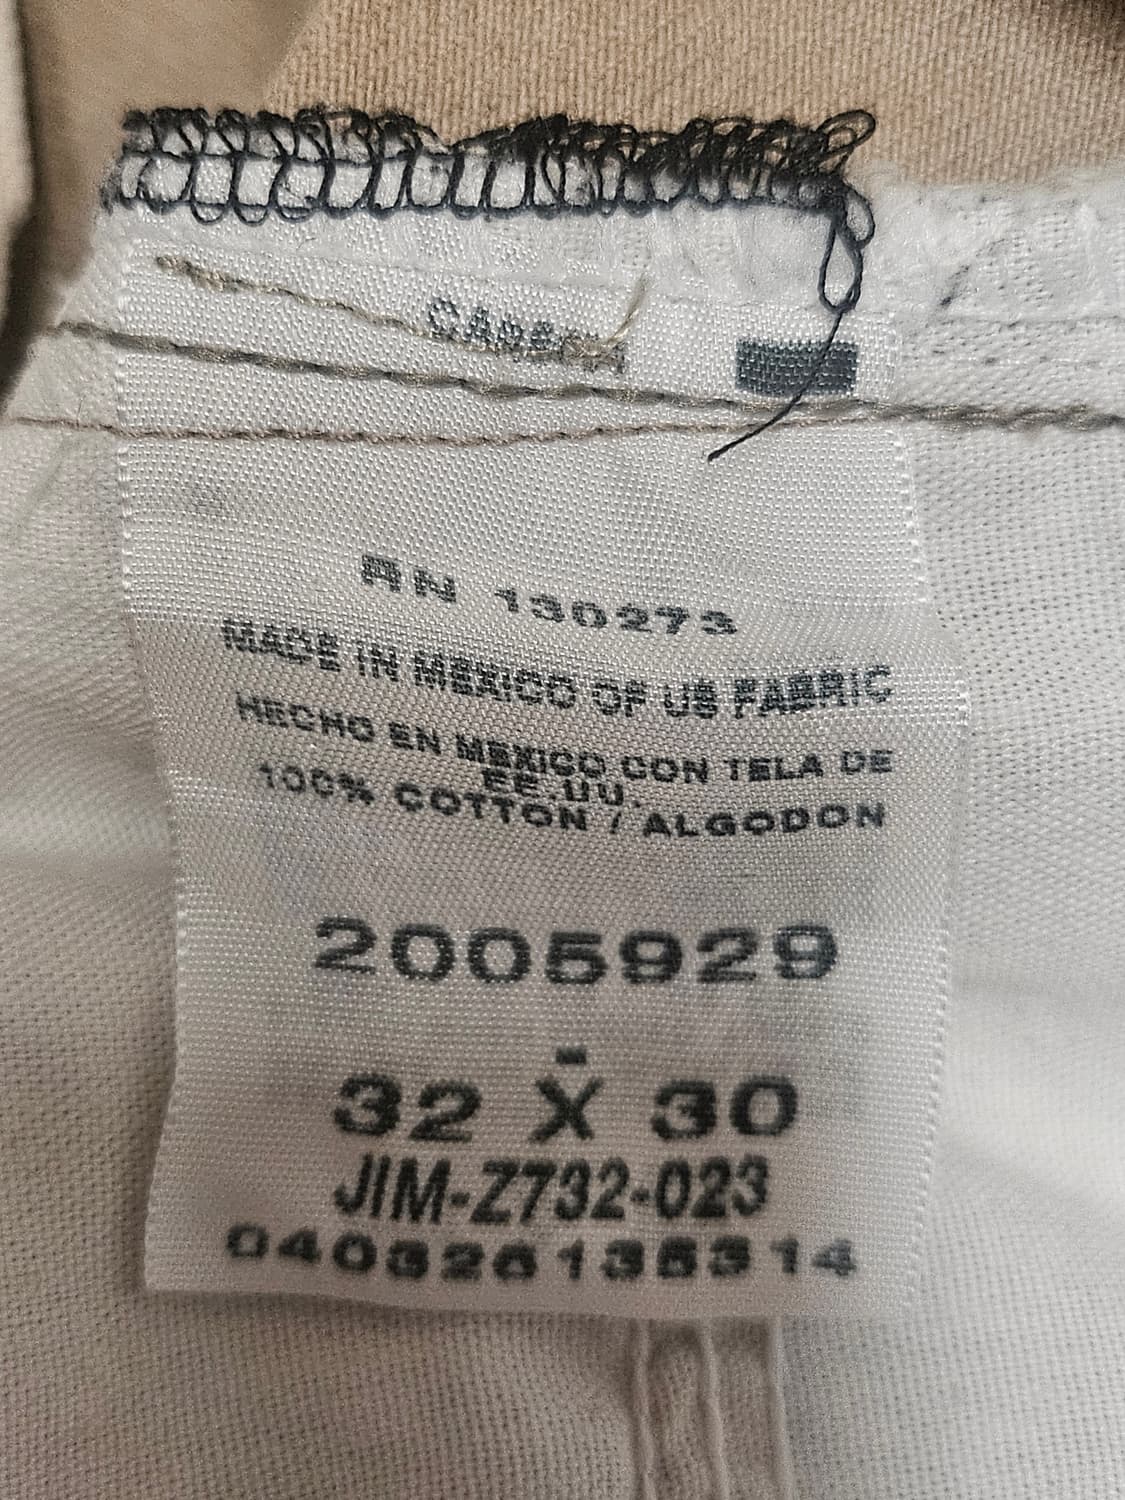 RN 130273
MADE IN MEXICO OF US FABRIC
HECHO EN MEXICO CON TELA DE
EE.UU.
100% COTTON / ALGODON
2005929
-
32 X 30
JIM-Z732-023